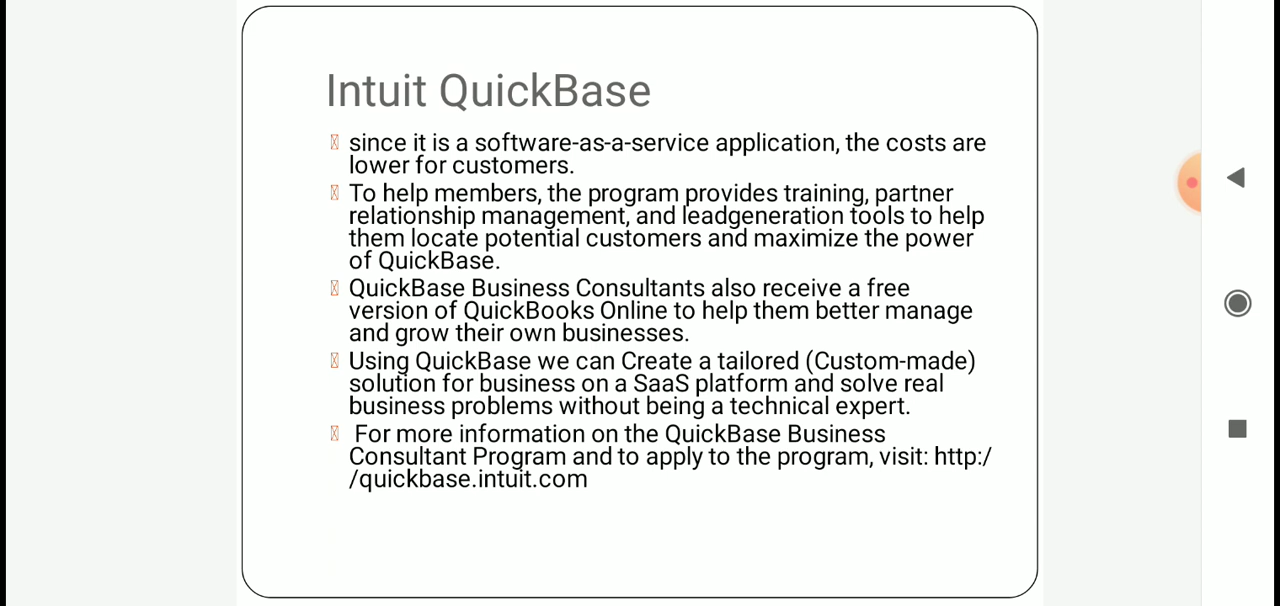 Intuit QuickBase
since it is a software-as-a-service application, the costs are
lower for customers.
To help members, the program provides training, partner
relationship management, and leadgeneration tools to help
them locate potential customers and maximize the power
of QuickBase.
QuickBase Business Consultants also receive a free
version of QuickBooks Online to help them better manage
and grow their own businesses.
Using QuickBase we can Create a tailored (Custom-made)
solution for business on a SaaS platform and solve real
business problems without being a technical expert.
For more information on the QuickBase Business
Consultant Program and to apply to the program, visit: http:/
/quickbase.intuit.com